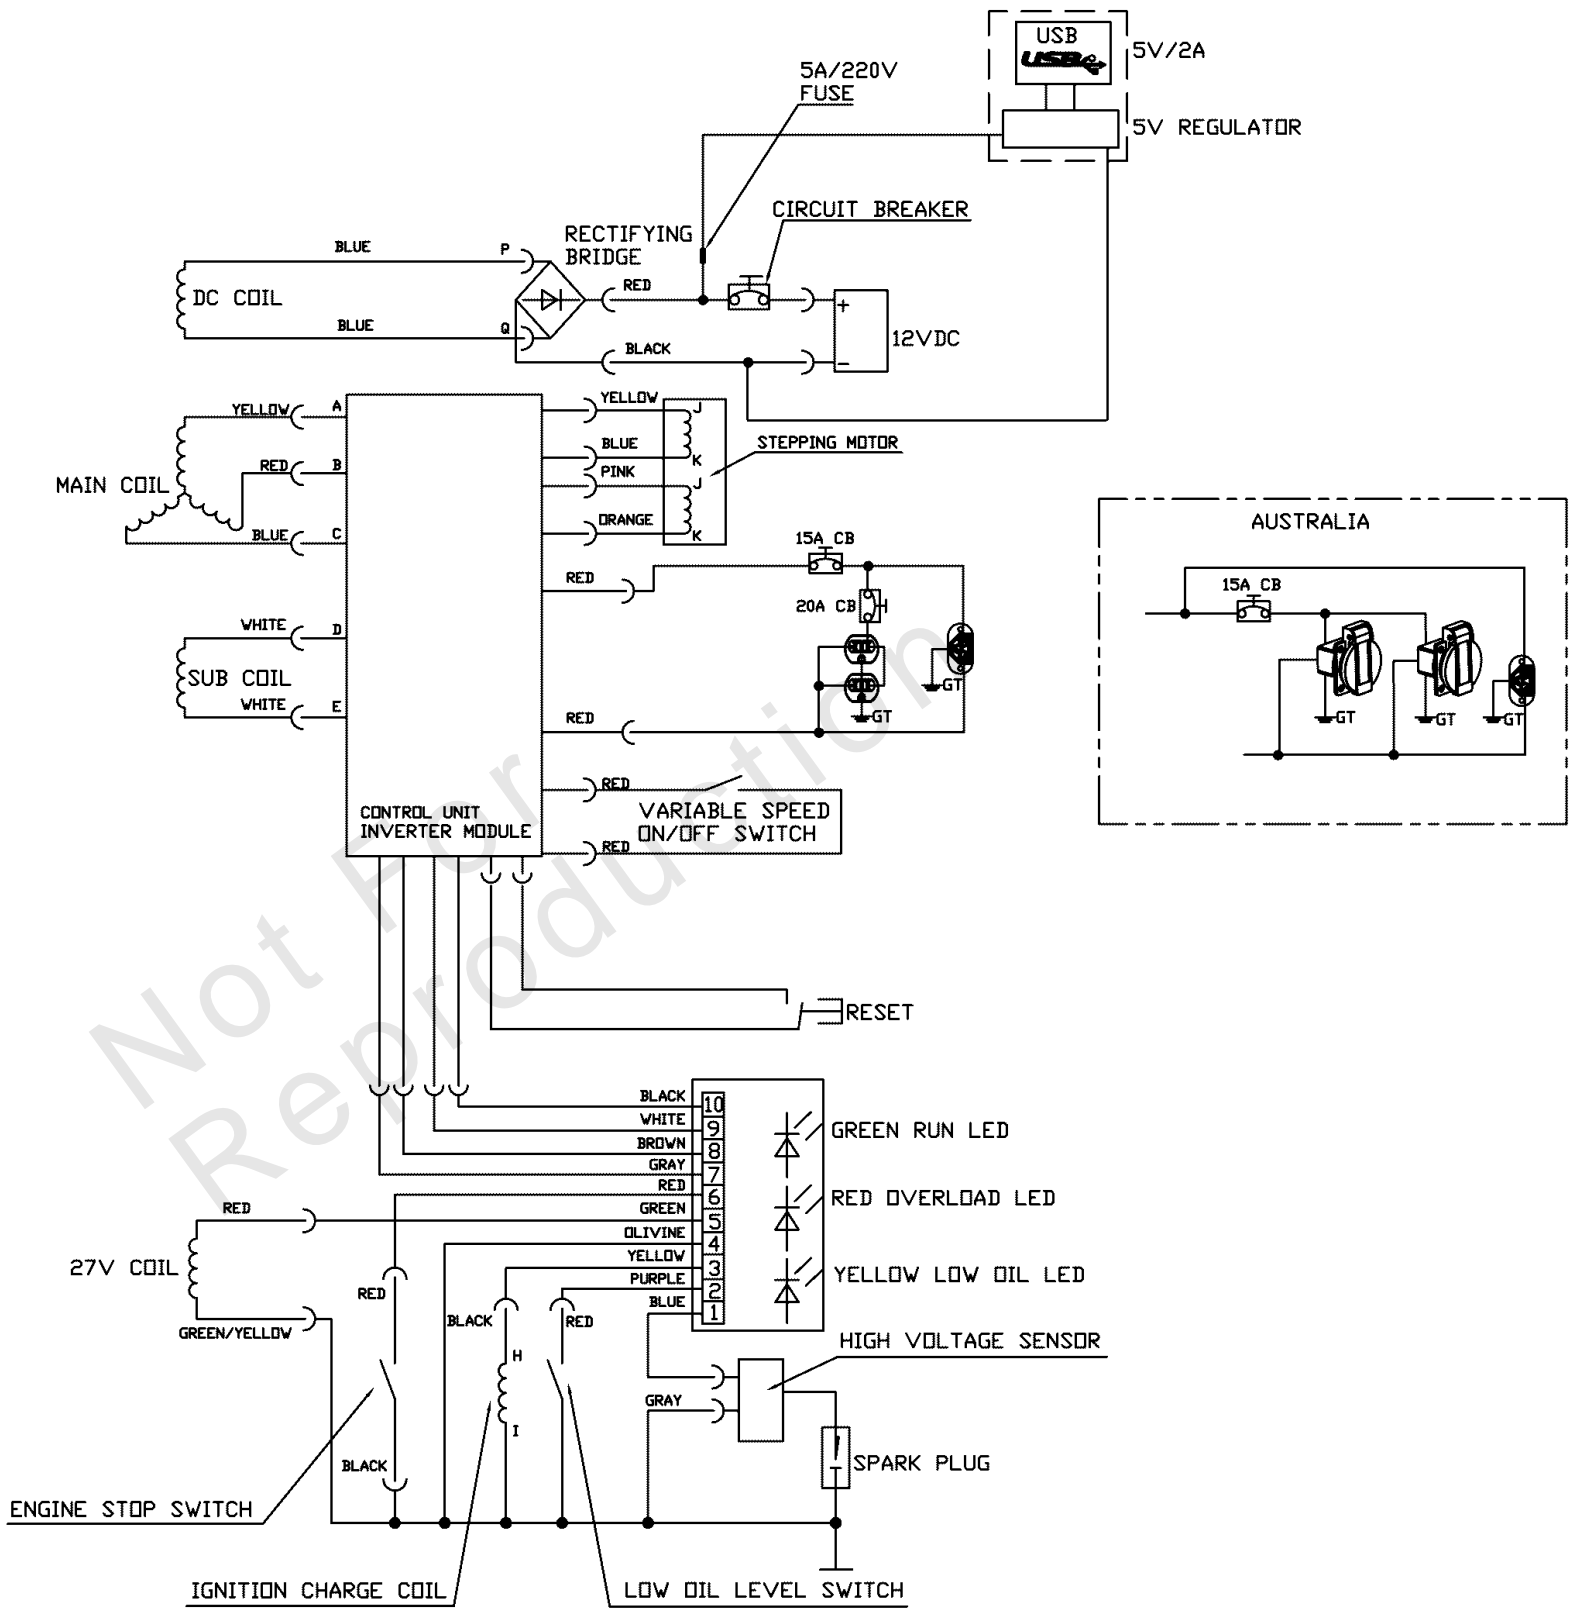 USB
USB
5V/2A
5A/220V
FUSE
5V REGULATOR
CIRCUIT BREAKER
RECTIFYING
BRIDGE
BLUE
P
DC COIL
RED
+
12VDC
BLUE
Q
BLACK
-
YELLOW
A
YELLOW
J
BLUE
STEPPING MOTOR
K
RED
B
PINK
J
MAIN COIL
ORANGE
K
BLUE
C
AUSTRALIA
15A CB
RED
15A CB
20A CB
WHITE
D
SUB COIL
GT
WHITE
E
RED
GT
GT
GT
GT
RED
VARIABLE SPEED
ON/OFF SWITCH
RED
CONTROL UNIT
INVERTER MODULE
RESET
BLACK
10
WHITE
9
GREEN RUN LED
BROWN
8
GRAY
7
RED
6
RED OVERLOAD LED
RED
GREEN
5
OLIVINE
4
27V COIL
YELLOW
3
YELLOW LOW OIL LED
PURPLE
2
RED
BLUE
1
BLACK
RED
GREEN/YELLOW
HIGH VOLTAGE SENSOR
H
GRAY
I
BLACK
SPARK PLUG
ENGINE STOP SWITCH
IGNITION CHARGE COIL
LOW OIL LEVEL SWITCH
Not For
Reproduction